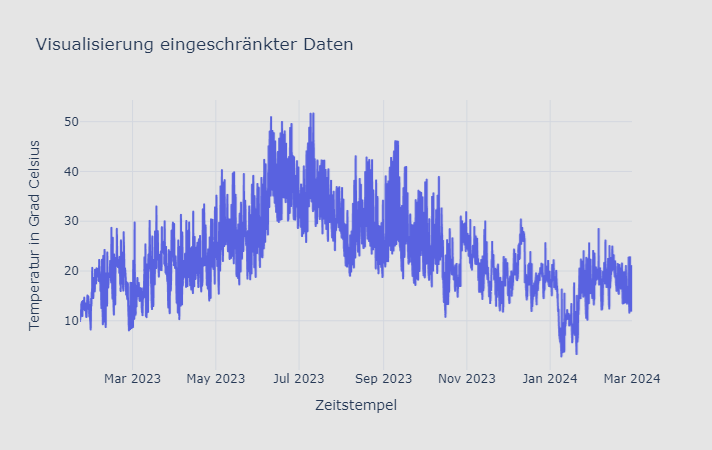 Visualisierung eingeschränkter Daten
Temperatur in Grad Celsius
50
40
30
20
10
Mar 2023 May 2023 Jul 2023 Sep 2023 Nov 2023 Jan 2024 Mar 2024
Zeitstempel